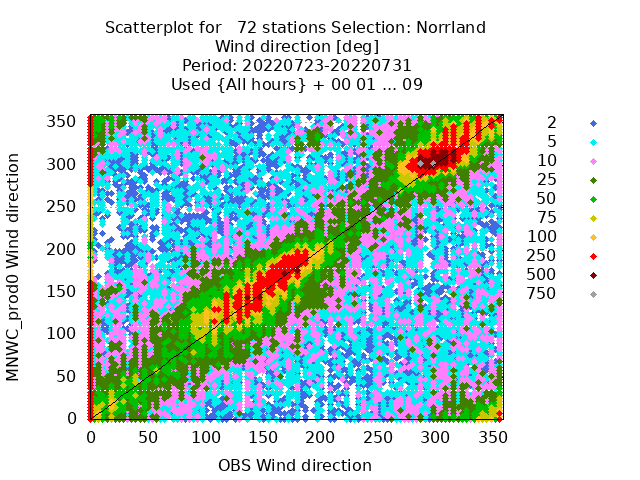 Scatterplot for   72 stations Selection: Norrland
Wind direction [deg]
Period: 20220723-20220731
Used {All hours} + 00 01 ... 09
MNWC_prod0 Wind direction
350
300
250
200
150
100
50
0
0 50 100 150 200 250 300 350
OBS Wind direction
2
5
10
25
50
75
100
250
500
750